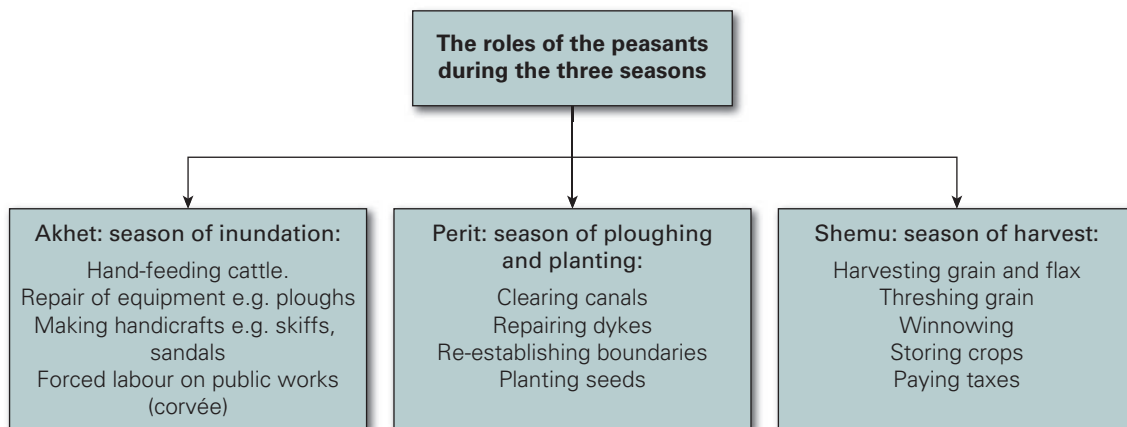 The roles of the peasants
during the three seasons
Akhet: season of inundation:
Hand-feeding cattle.
Repair of equipment e.g. ploughs
Making handicrafts e.g. skiffs,
sandals
Forced labour on public works
(corvée)
Perit: season of ploughing
and planting:
Clearing canals
Repairing dykes
Re-establishing boundaries
Planting seeds
Shemu: season of harvest:
Harvesting grain and flax
Threshing grain
Winnowing
Storing crops
Paying taxes